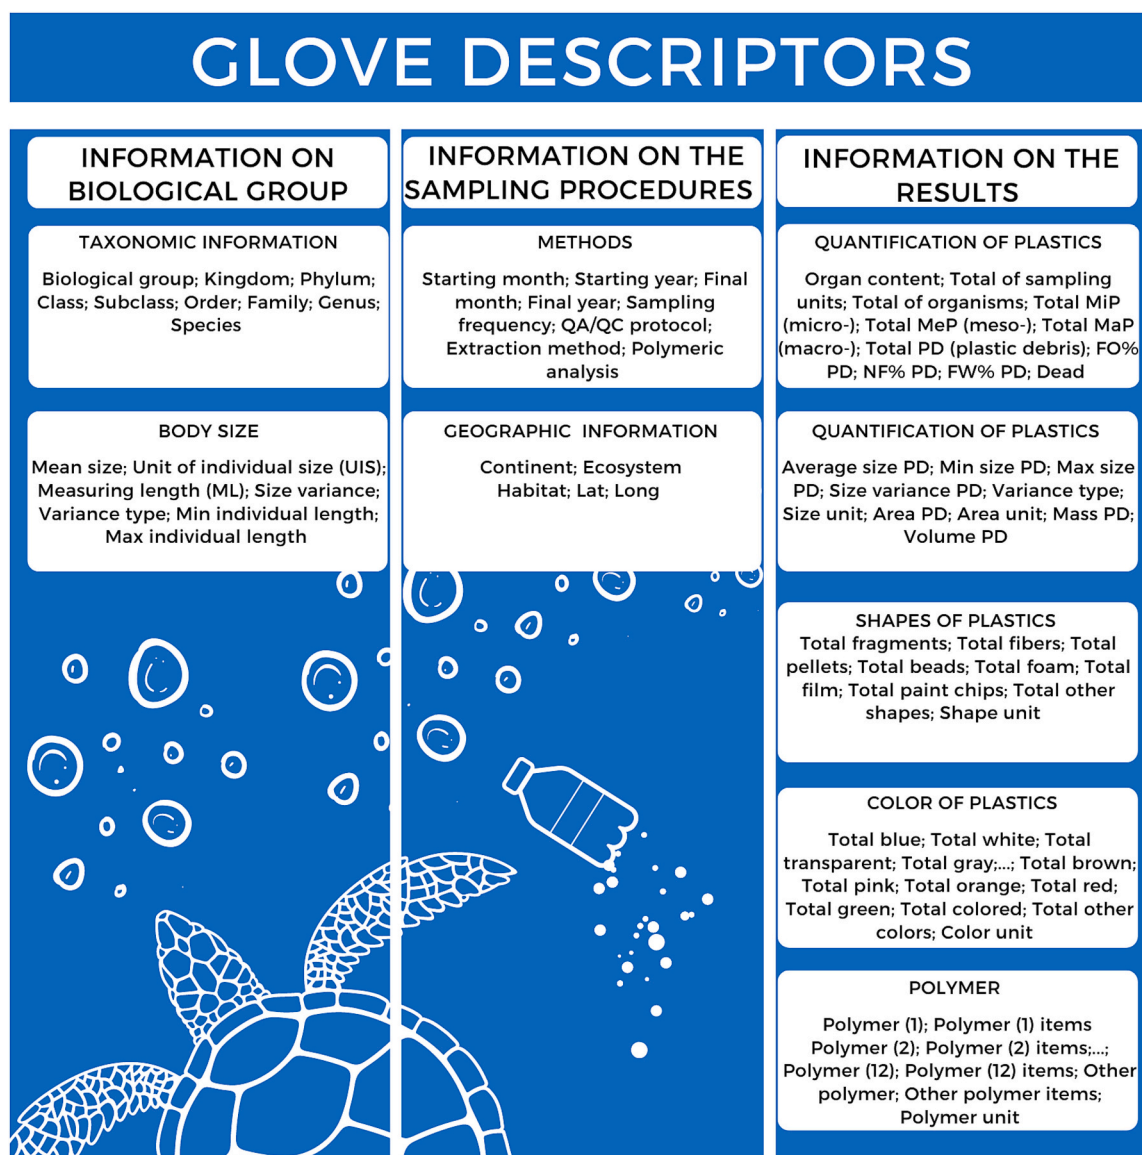 GLOVE DESCRIPTORS
INFORMATION ON
BIOLOGICAL GROUP
TAXONOMIC INFORMATION
Biological group; Kingdom; Phylum;
Class; Subclass; Order; Family; Genus;
Species
BODY SIZE
Mean size; Unit of individual size (UIS);
Measuring length (ML); Size variance;
Variance type; Min individual length;
Max individual length
INFORMATION ON THE
SAMPLING PROCEDURES
METHODS
Starting month; Starting year; Final
month; Final year; Sampling
frequency; QA/QC protocol;
Extraction method; Polymeric
analysis
GEOGRAPHIC INFORMATION
Continent; Ecosystem
Habitat; Lat; Long
INFORMATION ON THE
RESULTS
QUANTIFICATION OF PLASTICS
Organ content; Total of sampling
units; Total of organisms; Total MiP
(micro-); Total MeP (meso-); Total MaP
(macro-); Total PD (plastic debris); FO%
PD; NF% PD; FW% PD; Dead
QUANTIFICATION OF PLASTICS
Average size PD; Min size PD; Max size
PD; Size variance PD; Variance type;
Size unit; Area PD; Area unit; Mass PD;
Volume PD
SHAPES OF PLASTICS
Total fragments; Total fibers; Total
pellets; Total beads; Total foam; Total
film; Total paint chips; Total other
shapes; Shape unit
COLOR OF PLASTICS
Total blue; Total white; Total
transparent; Total gray;...; Total brown;
Total pink; Total orange; Total red;
Total green; Total colored; Total other
colors; Color unit
POLYMER
Polymer (1); Polymer (1) items
Polymer (2); Polymer (2) items;...;
Polymer (12); Polymer (12) items; Other
polymer; Other polymer items;
Polymer unit